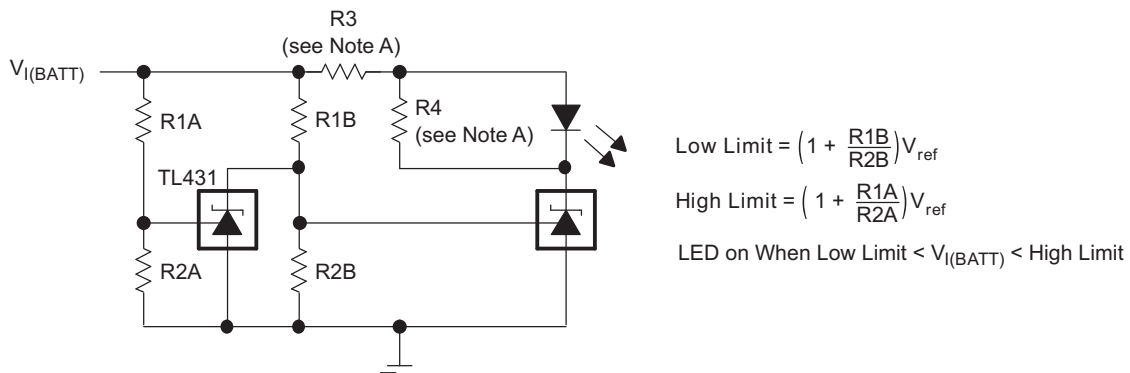 R3
(see Note A)
V_I(BATT)
R1A
R1B
R4
(see Note A)
TL431
R2A
R2B
Low Limit = (1 + R1B/R2B)V_ref
High Limit = (1 + R1A/R2A)V_ref
LED on When Low Limit < V_I(BATT) < High Limit